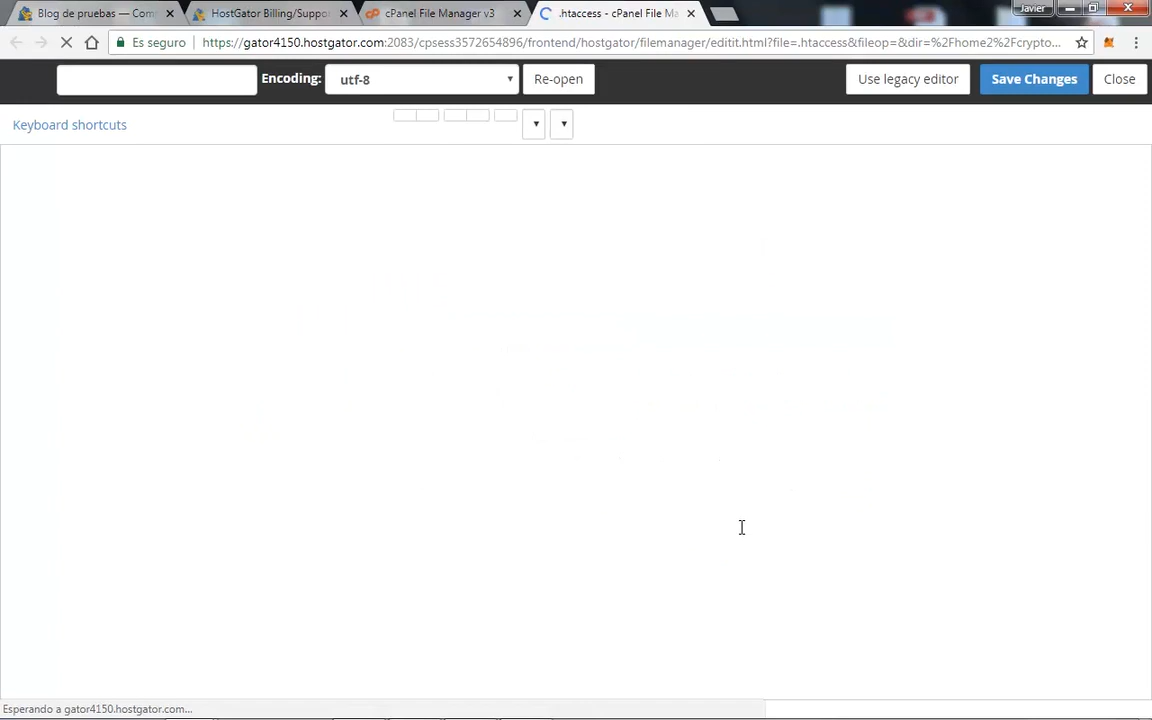 Blog de pruebas — Com
HostGator Billing/Suppo
cPanel File Manager v3
.htaccess - cPanel File Ma
Javier
Es seguro
https://gator4150.hostgator.com:2083/cpsess3572654896/frontend/hostgator/filemanager/editit.html?file=.htaccess&fileop=&dir=%2Fhome2%2Fcrypto...
Encoding:
utf-8
Re-open
Use legacy editor
Save Changes
Close
Keyboard shortcuts
Esperando a gator4150.hostgator.com...